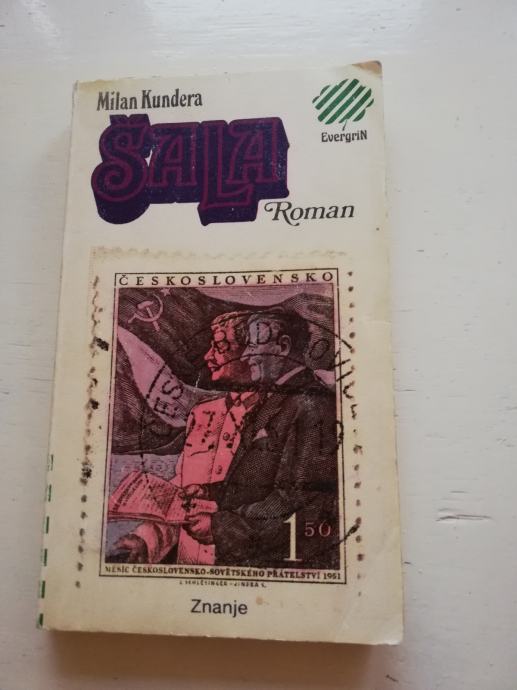 Milan Kundera
EvergriN
ŠALA
Roman
ČESKOSLOVENSKO
1 50
MĚSÍC ČESKOSLOVENSKO-SOVĚTSKÉHO PŘÁTELSTVÍ 1951
Znanje